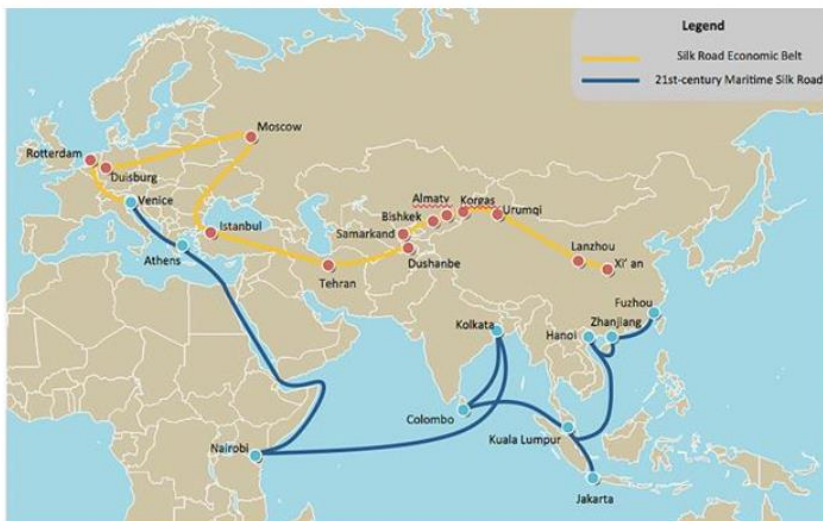 Legend
Silk Road Economic Belt
21st-century Maritime Silk Road
Moscow
Rotterdam
Duisburg
Venice
Istanbul
Athens
Tehran
Almaty
Bishkek
Korgas
Urumqi
Samarkand
Dushanbe
Lanzhou
Xi' an
Fuzhou
Zhanjiang
Hanoi
Kolkata
Colombo
Kuala Lumpur
Nairobi
Jakarta